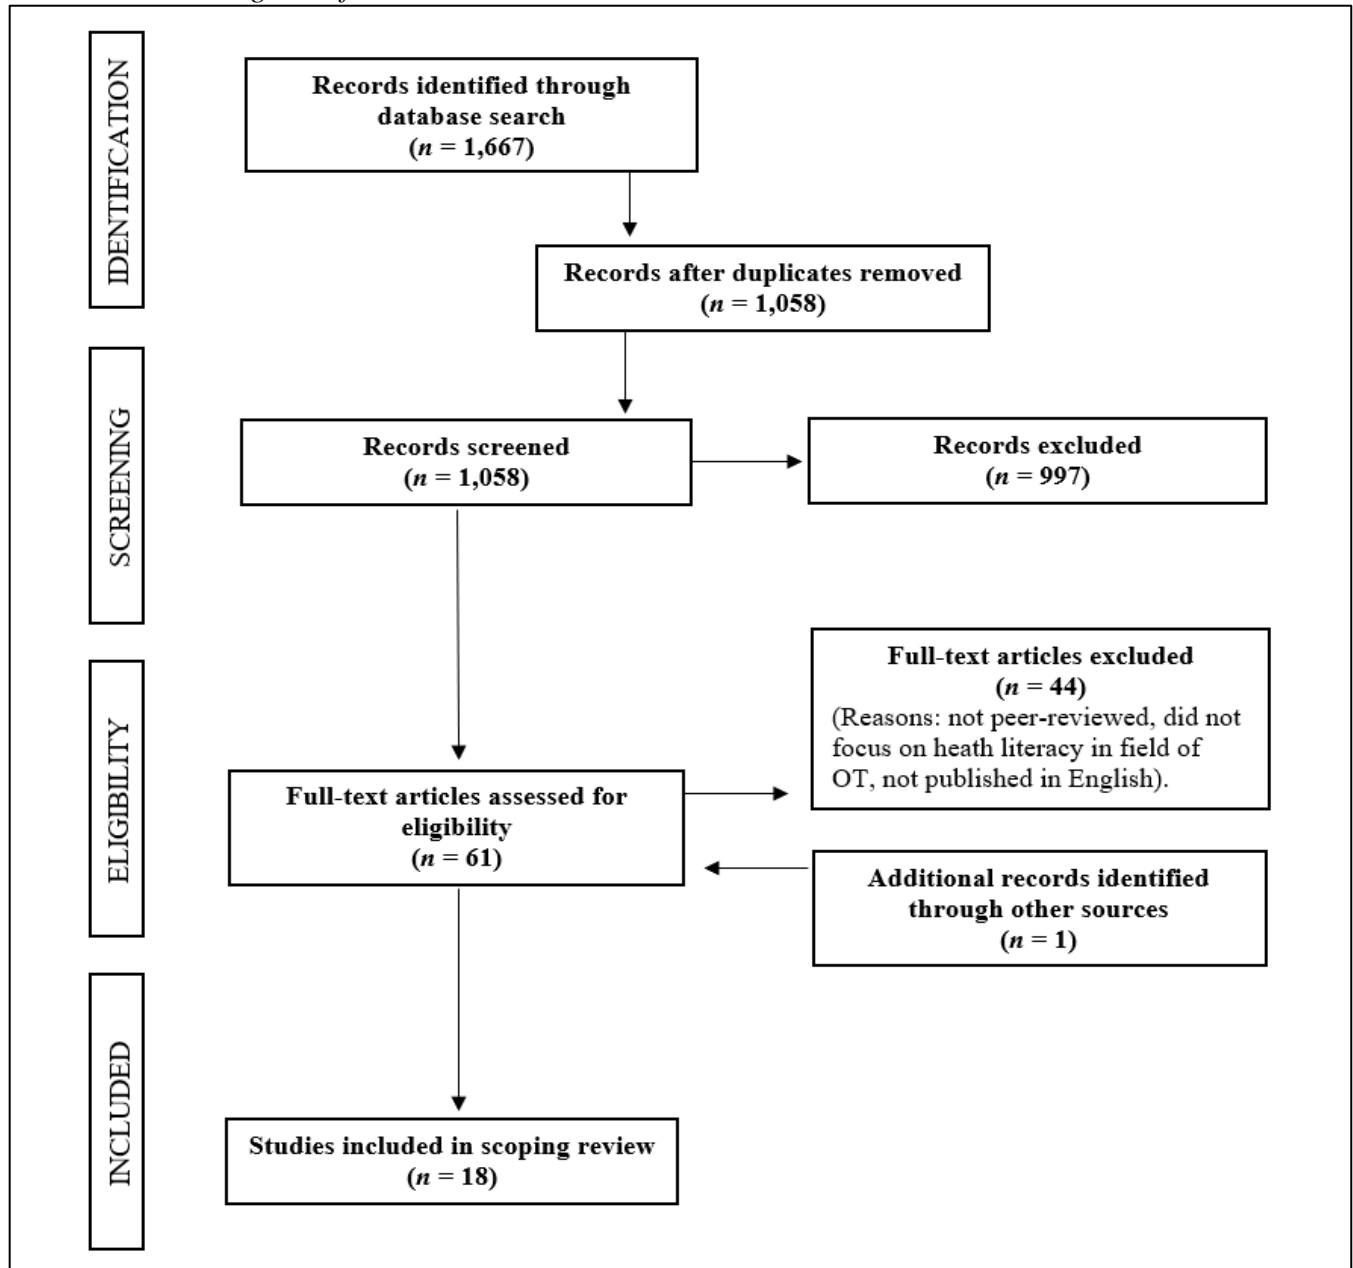 IDENTIFICATION
Records identified through
database search
(n = 1,667)
Records after duplicates removed
(n = 1,058)
SCREENING
Records screened
(n = 1,058)
Records excluded
(n = 997)
ELIGIBILITY
Full-text articles excluded
(n = 44)
(Reasons: not peer-reviewed, did not
focus on heath literacy in field of
OT, not published in English).
Full-text articles assessed for
eligibility
(n = 61)
Additional records identified
through other sources
(n = 1)
INCLUDED
Studies included in scoping review
(n = 18)